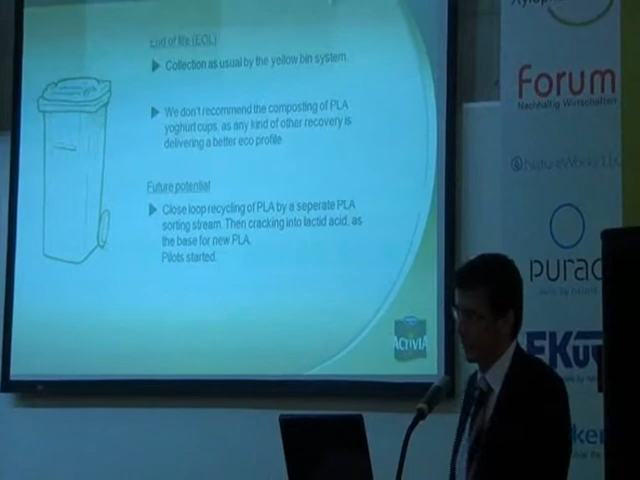 End of life (EOL)
Collection as usual by the yellow bin system.
We don't recommend the composting of PLA
yoghurt cups, as any kind of other recovery is
delivering a better eco profile
Future potential
Close loop recycling of PLA by a seperate PLA
sorting stream. Then cracking into lactid acid, as
the base for new PLA.
Pilots started.
ACTIVIA
Forum
Nachhaltig Wirtschaften
NatureWorks
purac